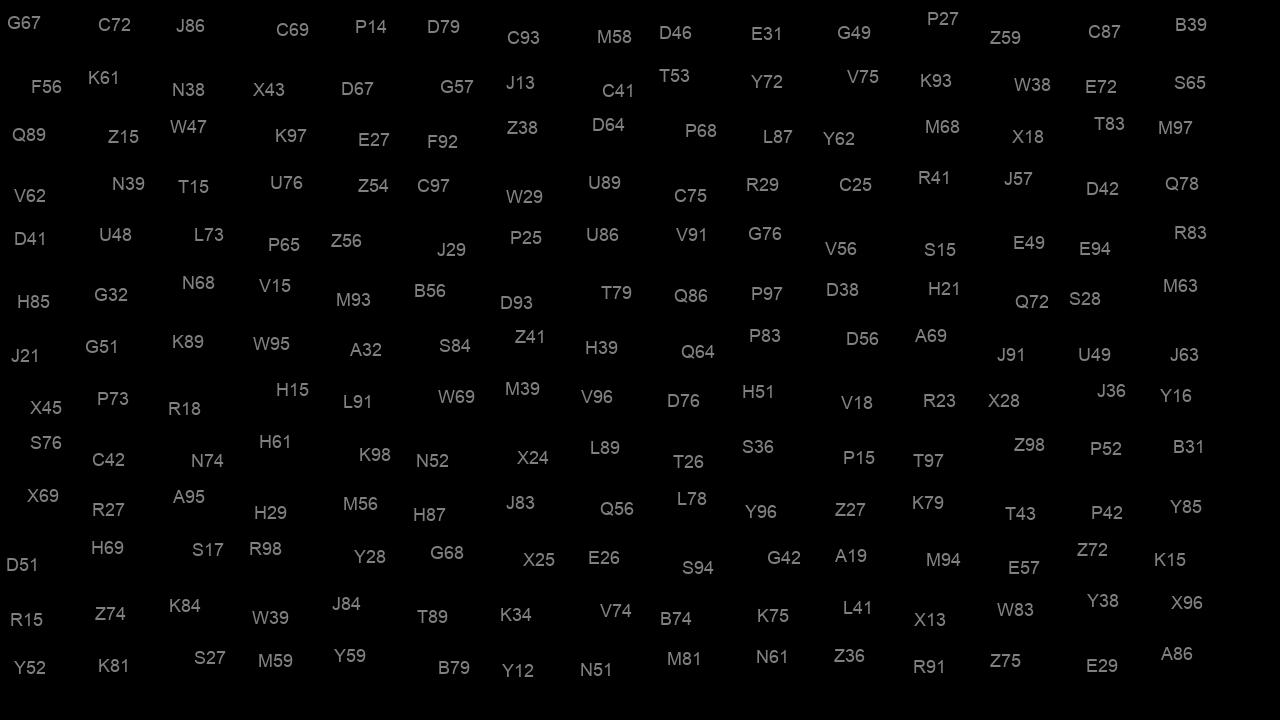 G67 C72 J86 C69 P14 D79 C93 M58 D46 E31 G49 P27 Z59 C87 B39
F56 K61 N38 X43 D67 G57 J13 C41 T53 Y72 V75 K93 W38 E72 S65
Q89 Z15 W47 K97 E27 F92 Z38 D64 P68 L87 Y62 M68 X18 T83 M97
V62 N39 T15 U76 Z54 C97 W29 U89 C75 R29 C25 R41 J57 D42 Q78
D41 U48 L73 P65 Z56 J29 P25 U86 V91 G76 V56 S15 E49 E94 R83
H85 G32 N68 V15 M93 B56 D93 T79 Q86 P97 D38 H21 Q72 S28 M63
J21 G51 K89 W95 A32 S84 Z41 H39 Q64 P83 D56 A69 J91 U49 J63
X45 P73 R18 H15 L91 W69 M39 V96 D76 H51 V18 R23 X28 J36 Y16
S76 C42 N74 H61 K98 N52 X24 L89 T26 S36 P15 T97 Z98 P52 B31
X69 R27 A95 H29 M56 H87 J83 Q56 L78 Y96 Z27 K79 T43 P42 Y85
D51 H69 S17 R98 Y28 G68 X25 E26 S94 G42 A19 M94 E57 Z72 K15
R15 Z74 K84 W39 J84 T89 K34 V74 B74 K75 L41 X13 W83 Y38 X96
Y52 K81 S27 M59 Y59 B79 Y12 N51 M81 N61 Z36 R91 Z75 E29 A86